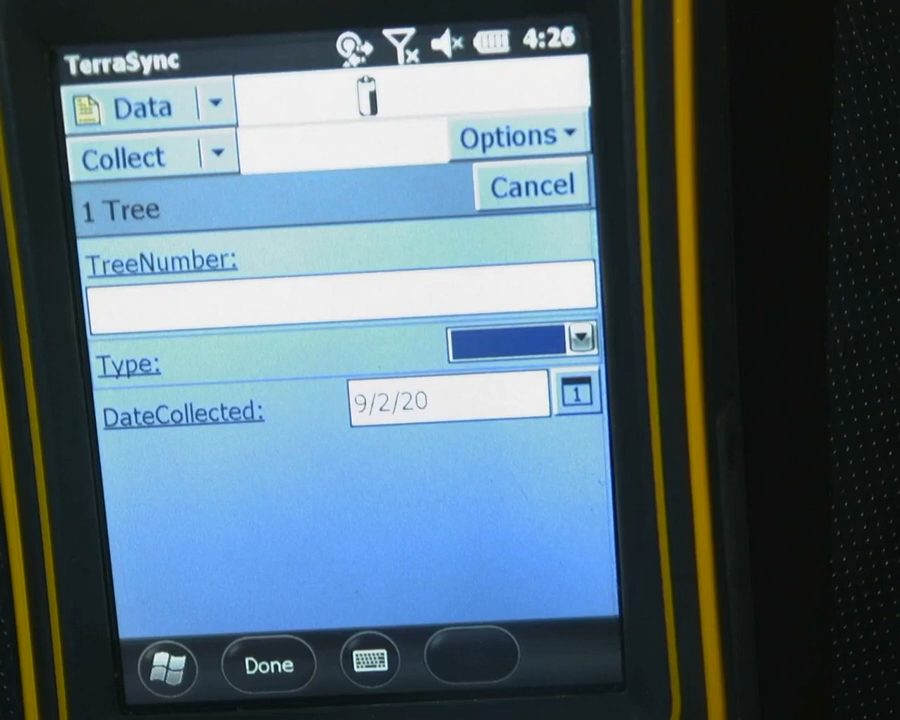 TerraSync 4:26
Data
Collect Options
1 Tree Cancel
TreeNumber:
Type:
DateCollected: 9/2/20 1
Done